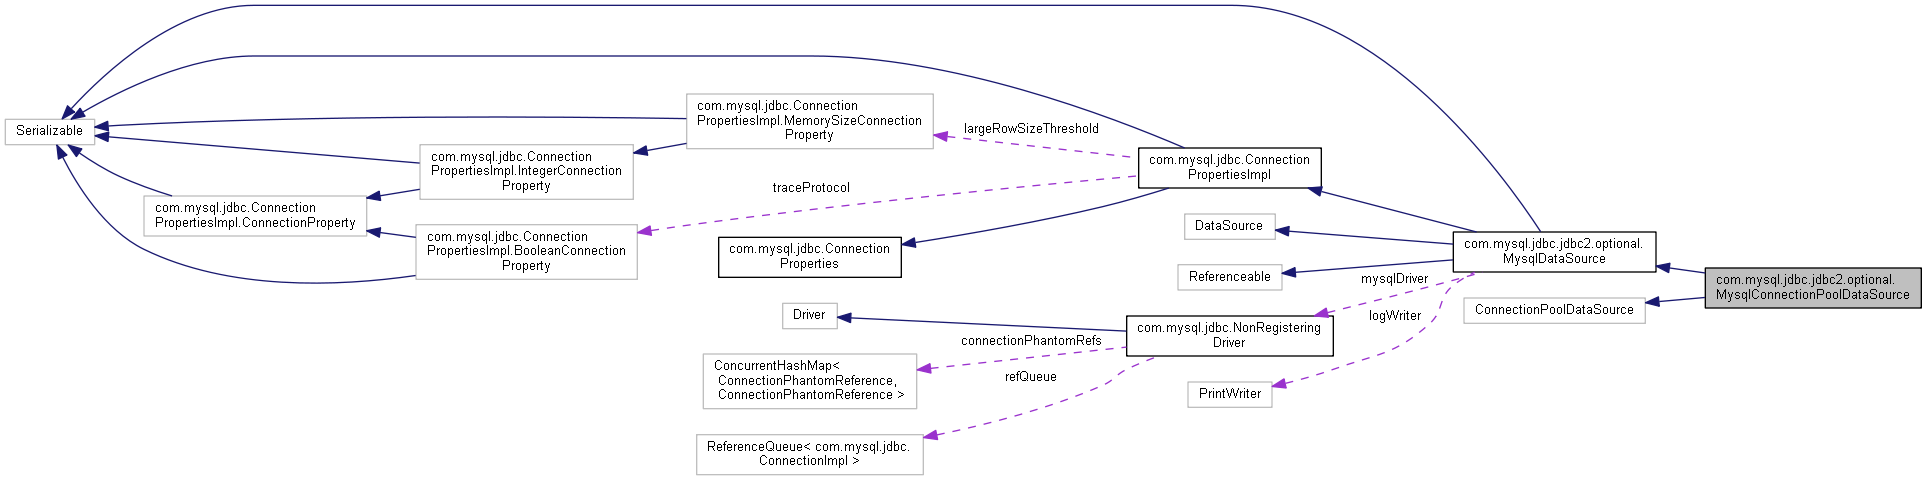 Serializable
com.mysql.jdbc.Connection
PropertiesImpl.MemorySizeConnection
Property
com.mysql.jdbc.Connection
PropertiesImpl.IntegerConnection
Property
com.mysql.jdbc.Connection
PropertiesImpl.ConnectionProperty
com.mysql.jdbc.Connection
PropertiesImpl.BooleanConnection
Property
largeRowSizeThreshold
traceProtocol
com.mysql.jdbc.Connection
PropertiesImpl
com.mysql.jdbc.Connection
Properties
DataSource
Referenceable
com.mysql.jdbc.jdbc2.optional.
MysqlDataSource
com.mysql.jdbc.jdbc2.optional.
MysqlConnectionPoolDataSource
ConnectionPoolDataSource
mysqlDriver
logWriter
Driver
com.mysql.jdbc.NonRegistering
Driver
connectionPhantomRefs
refQueue
ConcurrentHashMap<
ConnectionPhantomReference,
ConnectionPhantomReference >
PrintWriter
ReferenceQueue< com.mysql.jdbc.
ConnectionImpl >